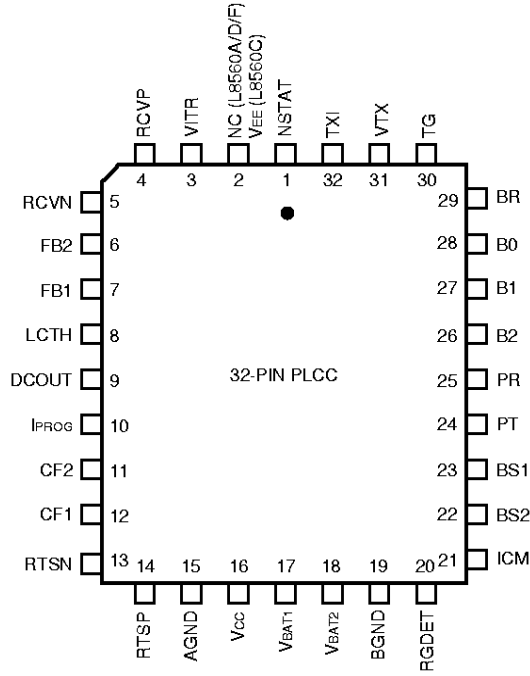 RCVP
VITR
NC (L8560A/D/F)
VEE (L8560C)
NSTAT
TXI
VTX
TG
4
3
2
1
32
31
30
RCVN 5
29 BR
FB2 6
28 B0
FB1 7
27 B1
LCTH 8
26 B2
DCOUT 9
32-PIN PLCC
25 PR
IPROG 10
24 PT
CF2 11
23 BS1
CF1 12
22 BS2
RTSN 13
21 ICM
14
15
16
17
18
19
20
RTSP
AGND
VCC
VBAT1
VBAT2
BGND
RGDET